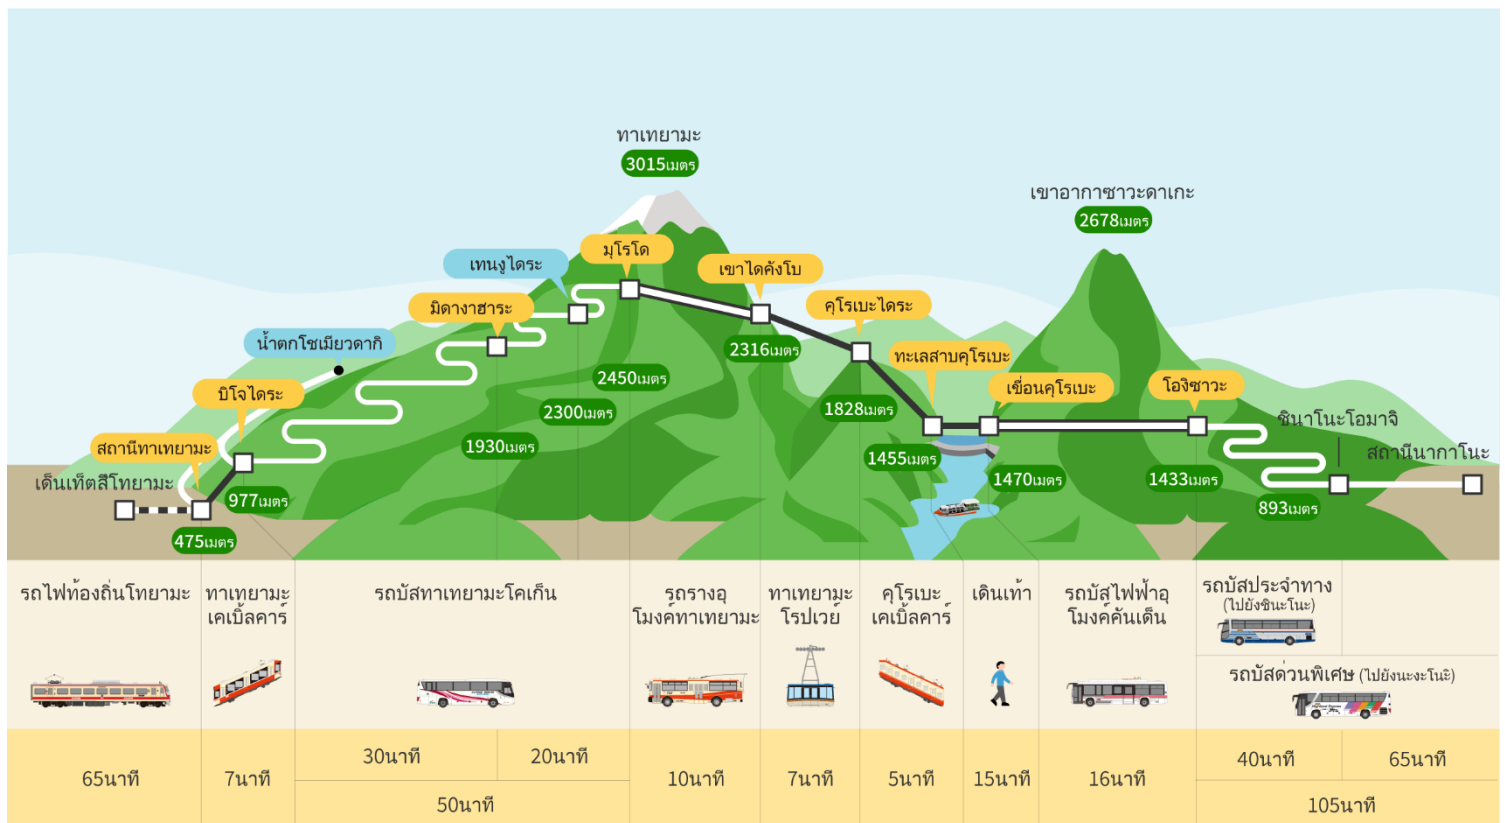 ทาเทยามะ
3015เมตร
เขาอากาซาวะดาเกะ
2678เมตร
มุโรโด
เทนงูไดระ
เขาไดคังโบ
มิดางาฮาระ
คุโรเบะไดระ
น้ำตกโชเมียวดากิ
2316เมตร
ทะเลสาบคุโรเบะ
2450เมตร
บิโจไดระ
เขื่อนคุโรเบะ
โองิซาวะ
2300เมตร
1828เมตร
ชินาโนะโอมาจิ
สถานีทาเทยามะ
1930เมตร
1455เมตร
สถานีนากาโนะ
เด็นเท็ตสึโทยามะ
977เมตร
1470เมตร
1433เมตร
893เมตร
475เมตร
รถไฟท้องถิ่นโทยามะ
ทาเทยามะ
เคเบิ้ลคาร์
รถบัสทาเทยามะโคเก็น
รถรางอุ
โมงค์ทาเทยามะ
ทาเทยามะ
โรปเวย์
คุโรเบะ
เคเบิ้ลคาร์
เดินเท้า
รถบัสไฟฟ้าอุ
โมงค์คันเด็น
รถบัสประจำทาง
(ไปยังชินะโนะ)
รถบัสด่วนพิเศษ (ไปยังนะงะโนะ)
65นาที
7นาที
30นาที
20นาที
50นาที
10นาที
7นาที
5นาที
15นาที
16นาที
40นาที
65นาที
105นาที